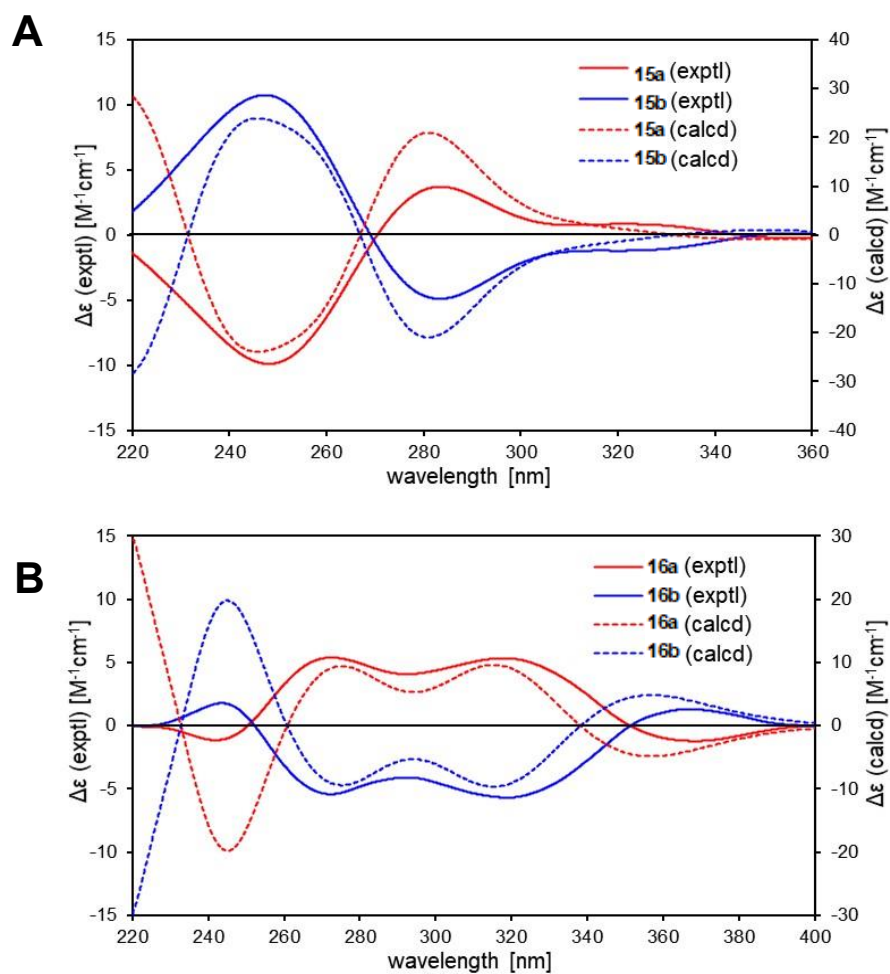 A
15
10
5
0
-5
-10
-15
40
30
20
10
0
-10
-20
-30
-40
Δε (exptl) [M⁻¹cm⁻¹]
Δε (calcd) [M⁻¹cm⁻¹]
15a (exptl)
15b (exptl)
15a (calcd)
15b (calcd)
220 240 260 280 300 320 340 360
wavelength [nm]
B
15
10
5
0
-5
-10
-15
30
20
10
0
-10
-20
-30
Δε (exptl) [M⁻¹cm⁻¹]
Δε (calcd) [M⁻¹cm⁻¹]
16a (exptl)
16b (exptl)
16a (calcd)
16b (calcd)
220 240 260 280 300 320 340 360 380 400
wavelength [nm]